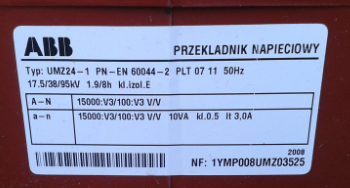 ABB PRZEKLADNIK NAPIECIOWY
Typ: UMZ24-1 PN-EN 60044-2 PLT 07 11 50Hz
17.5/38/95kV 1.9/8h kl.izol.E
A-N 15000:V3/100:V3 V/V
a-n 15000:V3/100:V3 V/V 10VA kl.0.5 It 3,0A
2008
NF: 1YMP008UMZ03525